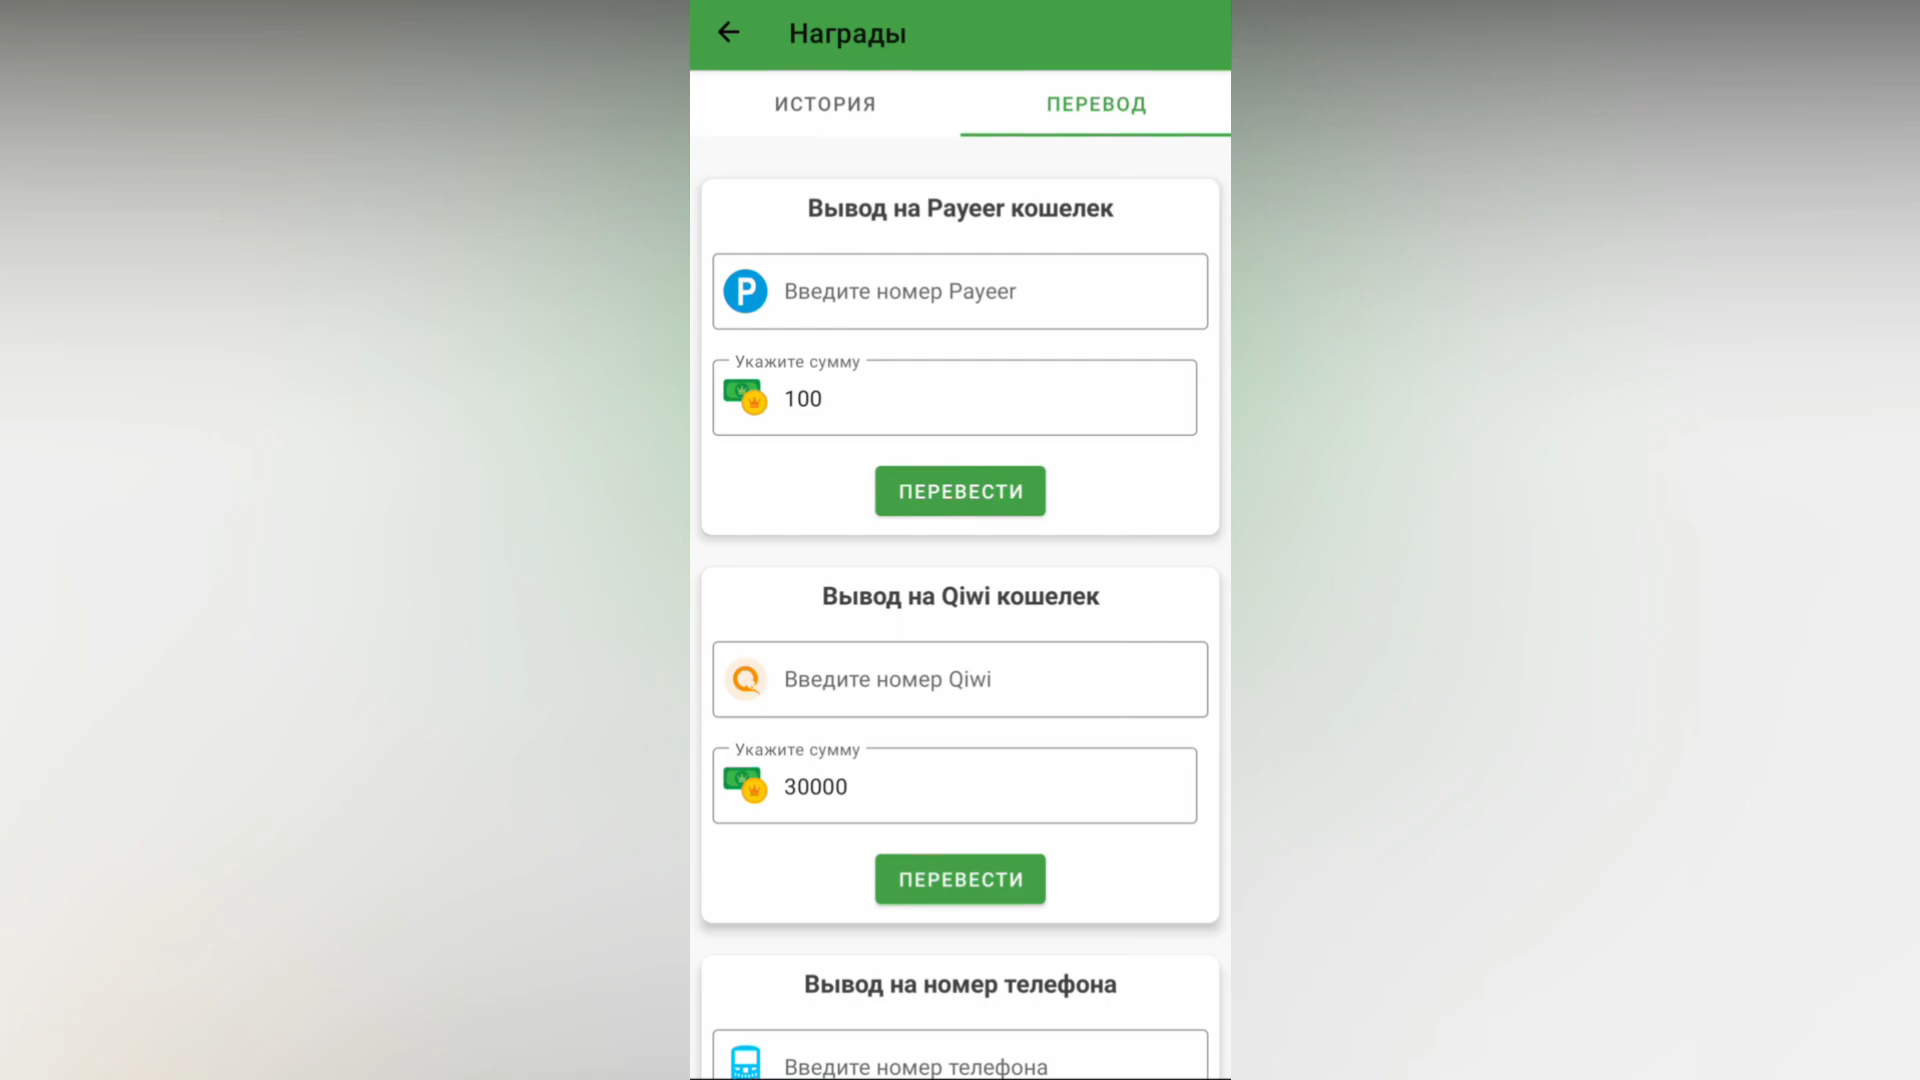 Награды
ИСТОРИЯ ПЕРЕВОД
Вывод на Payeer кошелек
P Введите номер Payeer
Укажите сумму
100
ПЕРЕВЕСТИ
Вывод на Qiwi кошелек
Введите номер Qiwi
Укажите сумму
30000
ПЕРЕВЕСТИ
Вывод на номер телефона
Введите номер телефона